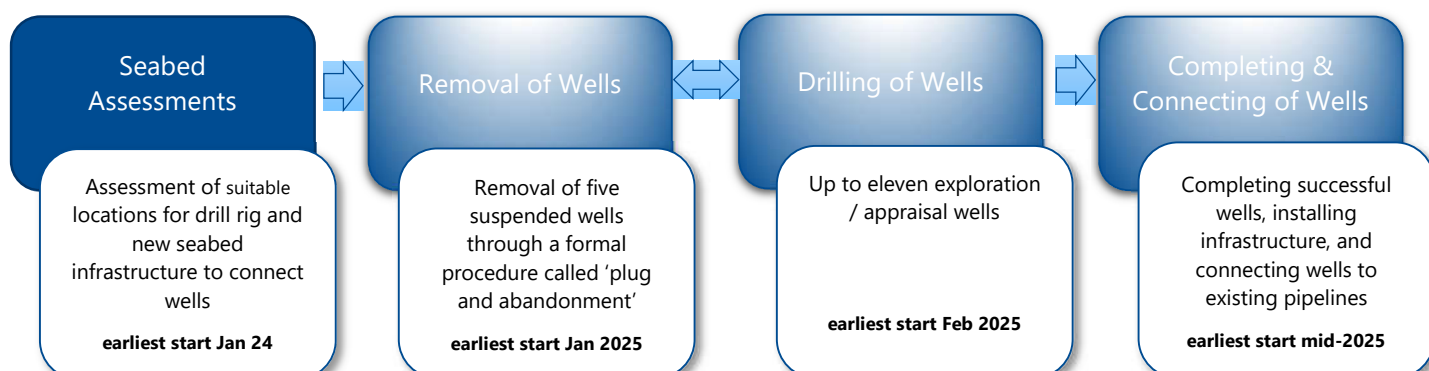 Seabed
Assessments
Assessment of suitable
locations for drill rig and
new seabed
infrastructure to connect
wells
earliest start Jan 24
Removal of Wells
Removal of five
suspended wells
through a formal
procedure called ‘plug
and abandonment’
earliest start Jan 2025
Drilling of Wells
Up to eleven exploration
/ appraisal wells
earliest start Feb 2025
Completing &
Connecting of Wells
Completing successful
wells, installing
infrastructure, and
connecting wells to
existing pipelines
earliest start mid-2025